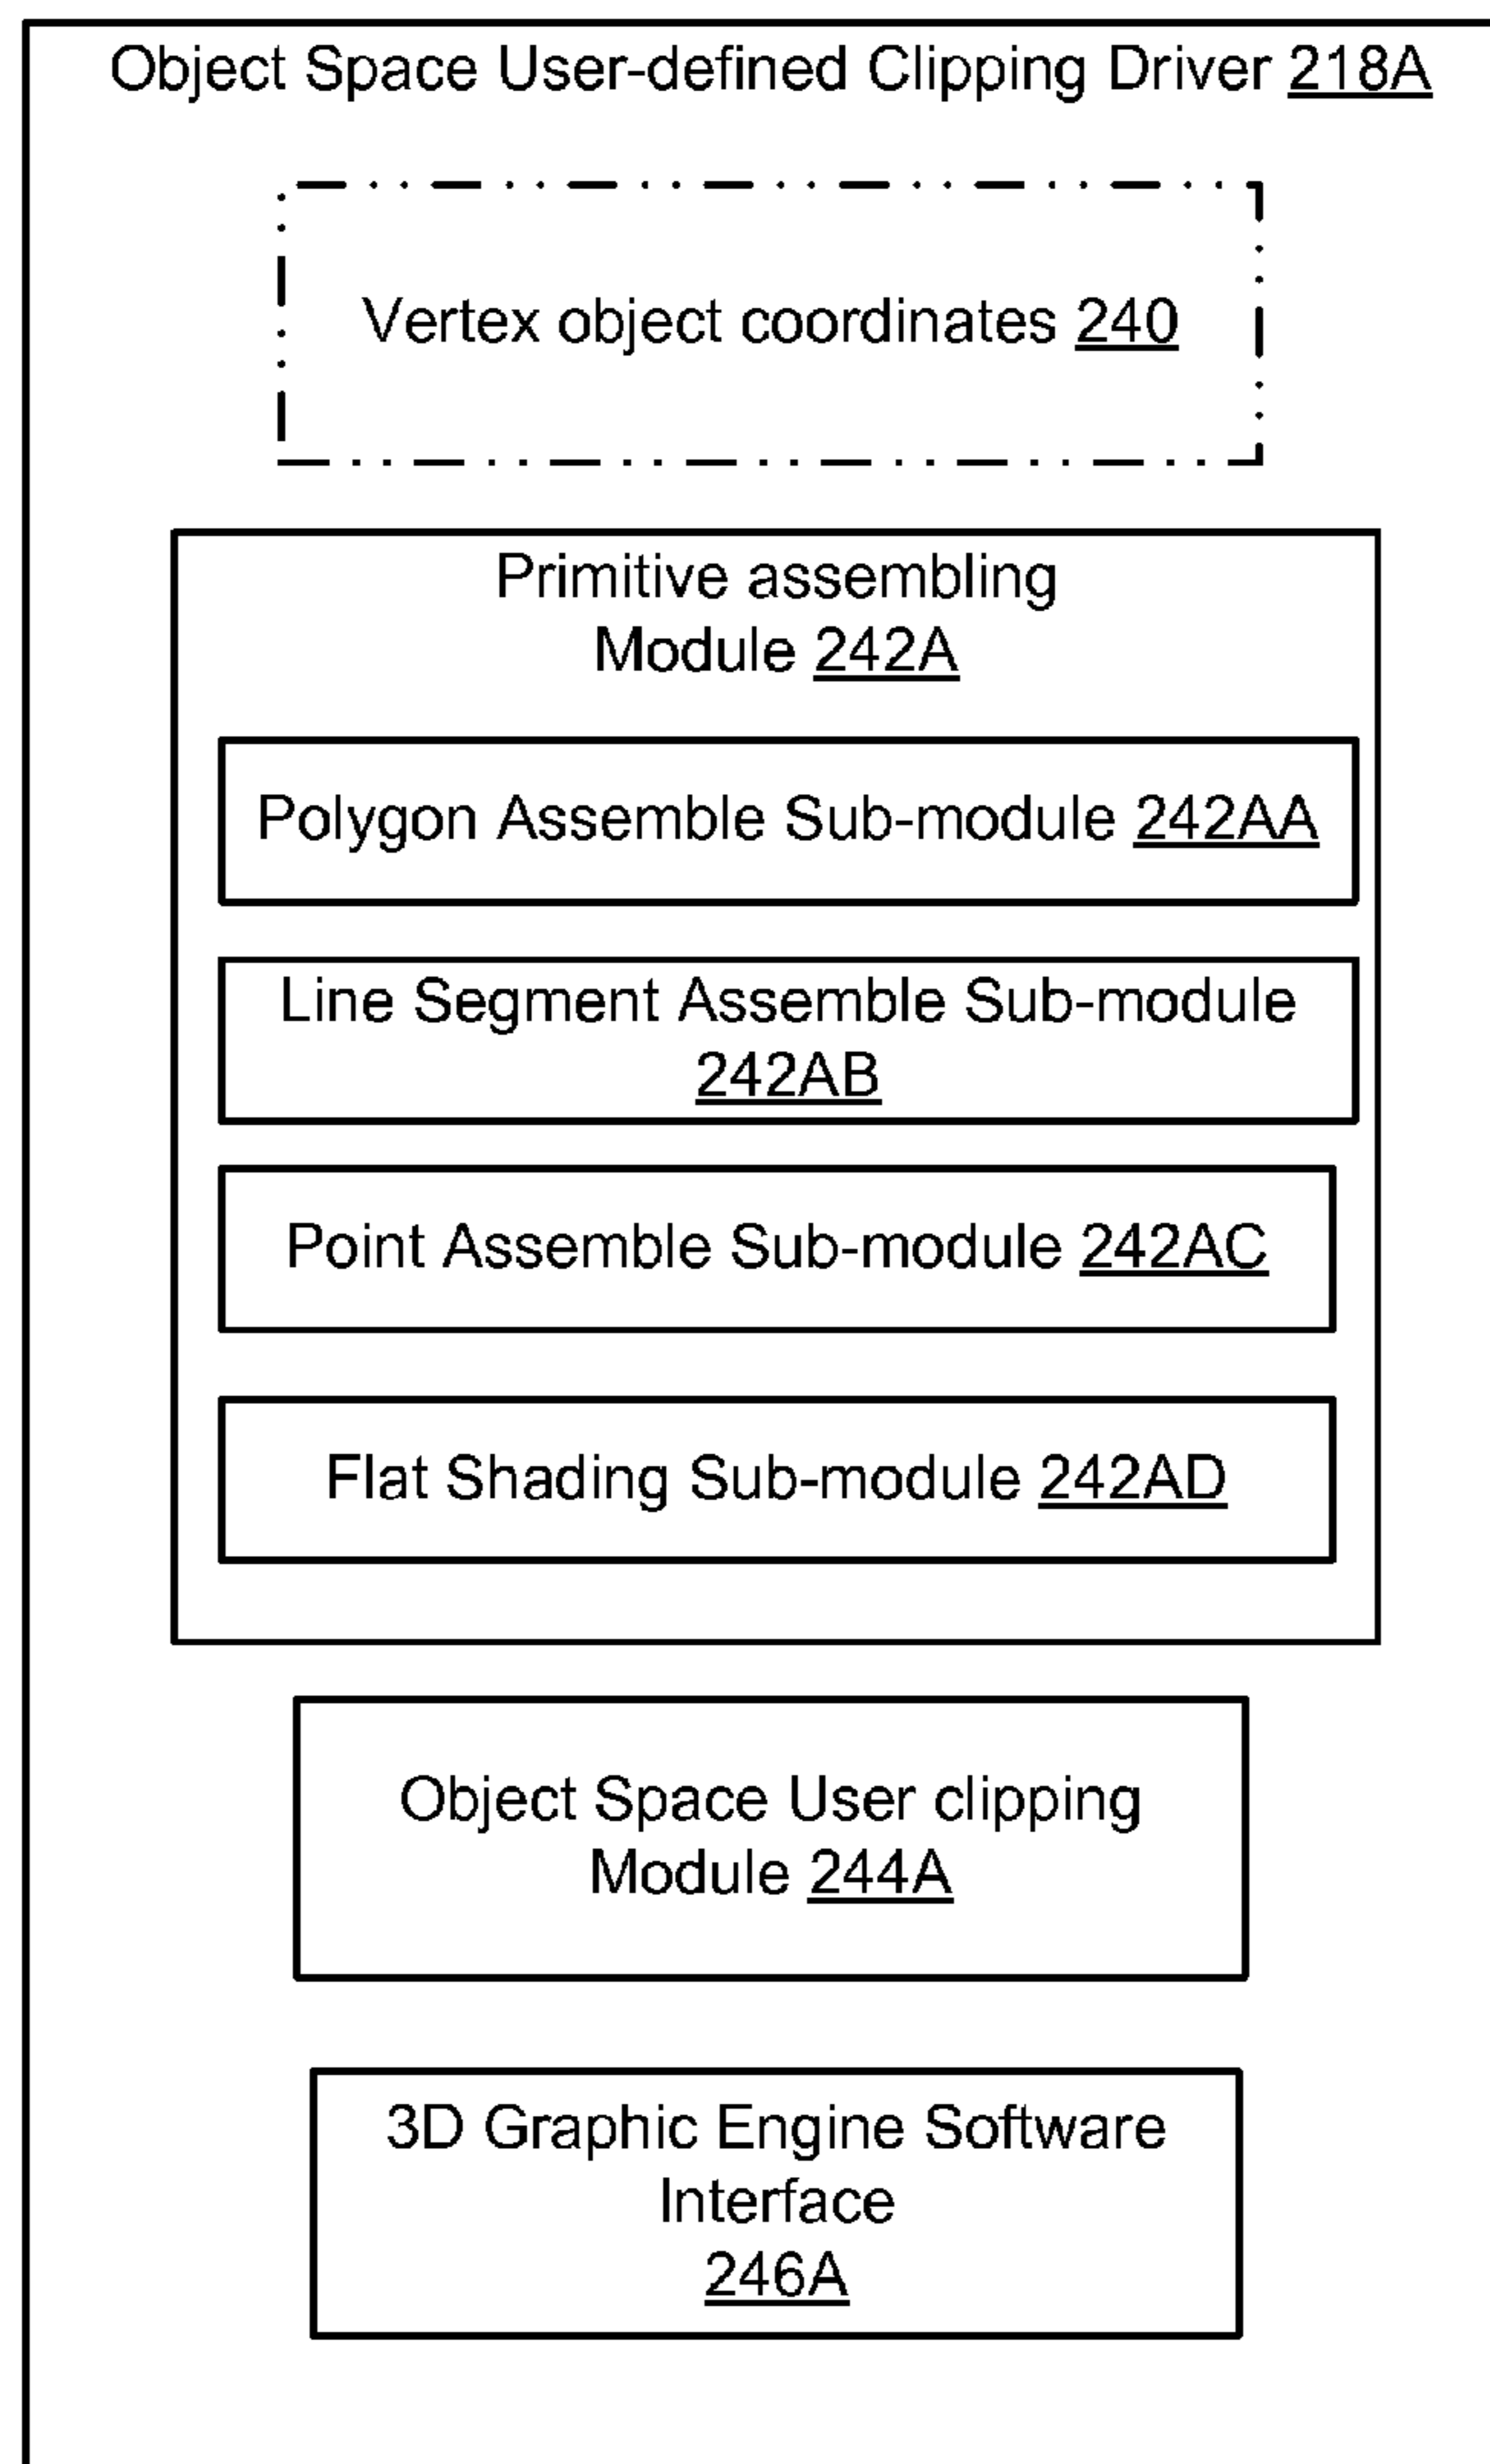 Object Space User-defined Clipping Driver 218A
Vertex object coordinates 240
Primitive assembling
Module 242A
Polygon Assemble Sub-module 242AA
Line Segment Assemble Sub-module
242AB
Point Assemble Sub-module 242AC
Flat Shading Sub-module 242AD
Object Space User clipping
Module 244A
3D Graphic Engine Software
Interface
246A